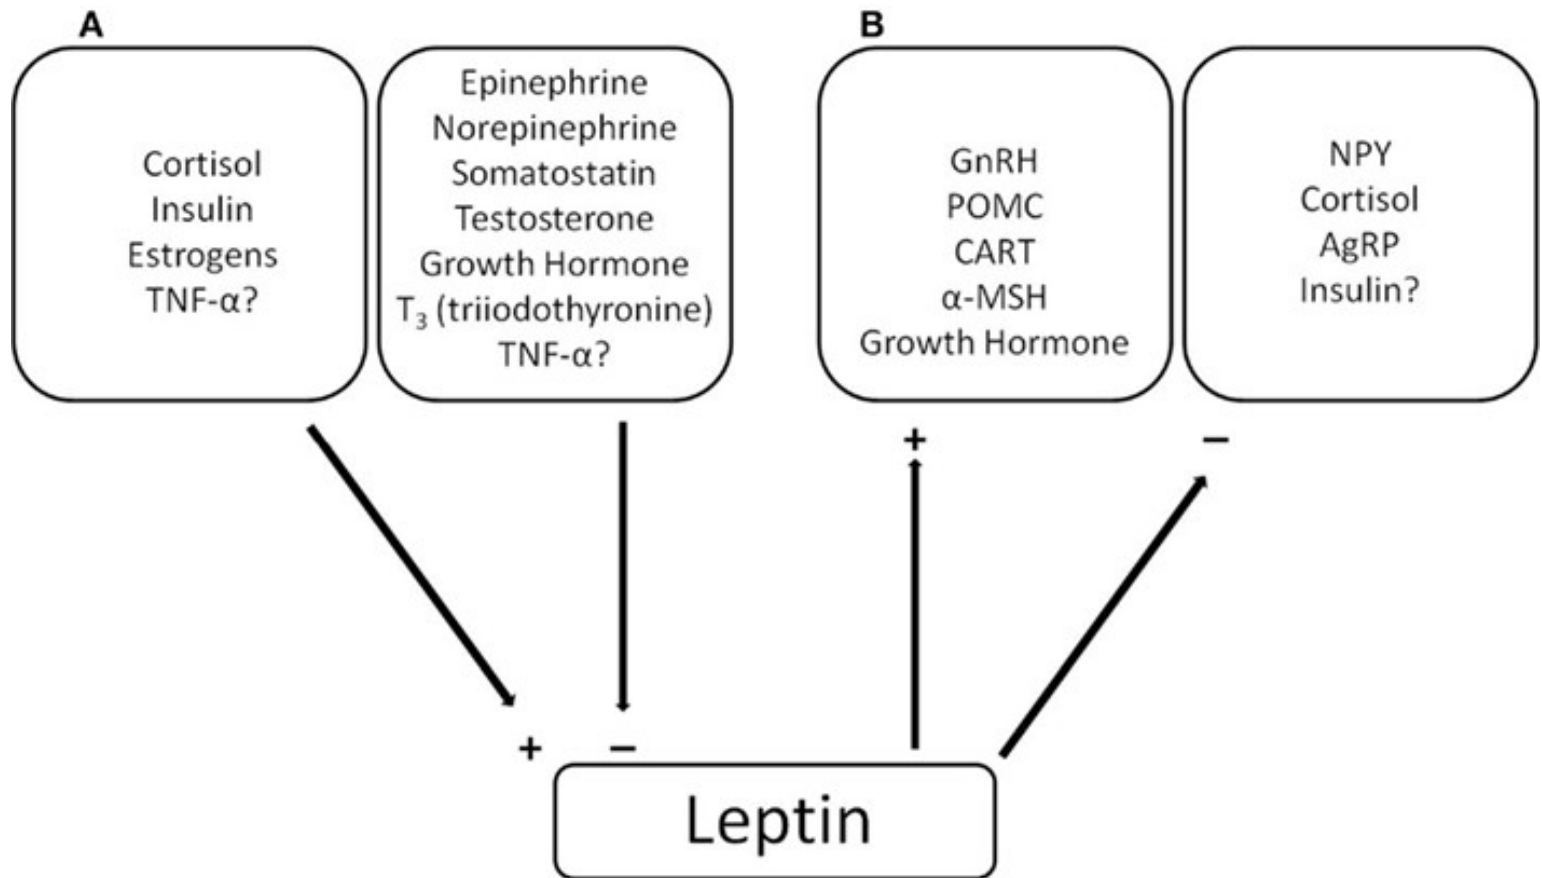 A
Cortisol
Insulin
Estrogens
TNF-α?
Epinephrine
Norepinephrine
Somatostatin
Testosterone
Growth Hormone
T₃ (triiodothyronine)
TNF-α?
+
−
B
GnRH
POMC
CART
α-MSH
Growth Hormone
+
NPY
Cortisol
AgRP
Insulin?
−
Leptin